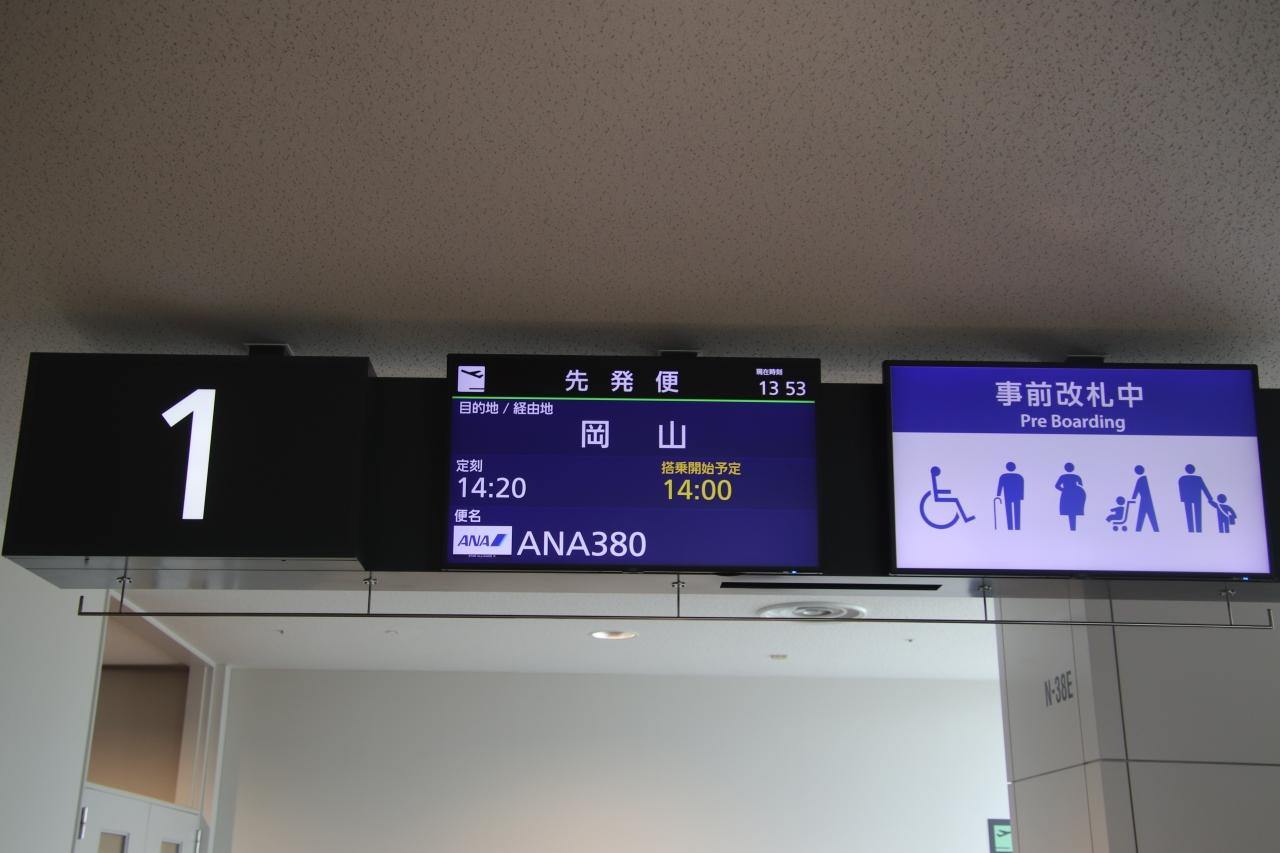 1
先発便
現在時刻
13 53
目的地 / 経由地
岡 山
定刻
搭乗開始予定
14:20
14:00
便名
ANA
ANA380
事前改札中
Pre Boarding
N-38E